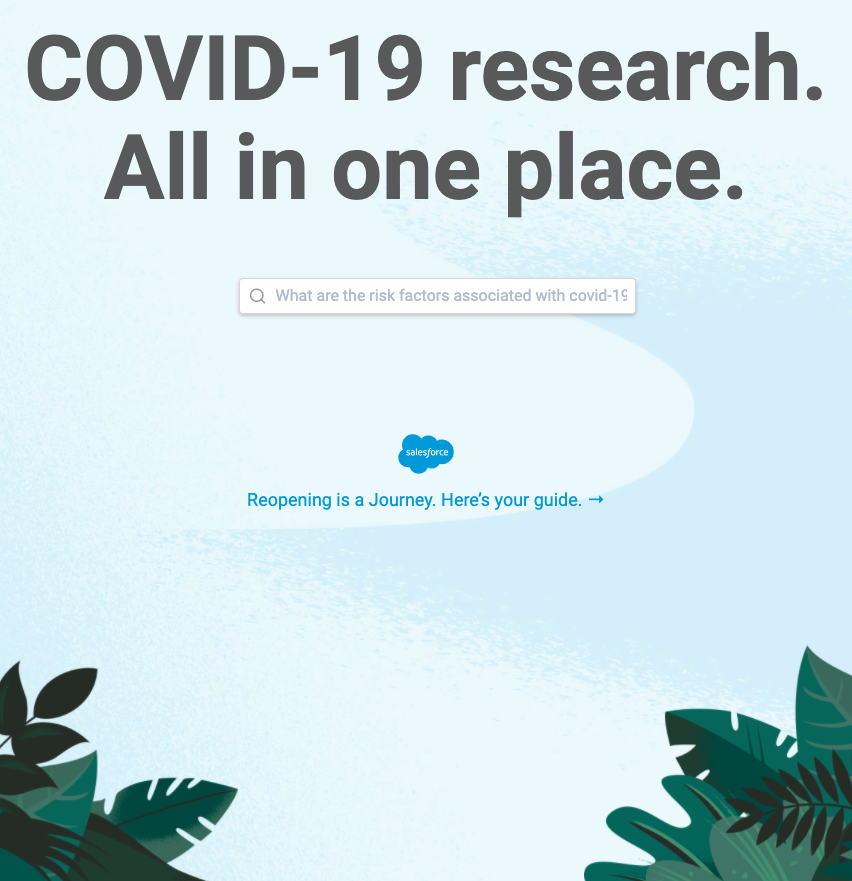 COVID-19 research.
All in one place.
What are the risk factors associated with covid-19
salesforce
Reopening is a Journey. Here’s your guide. →